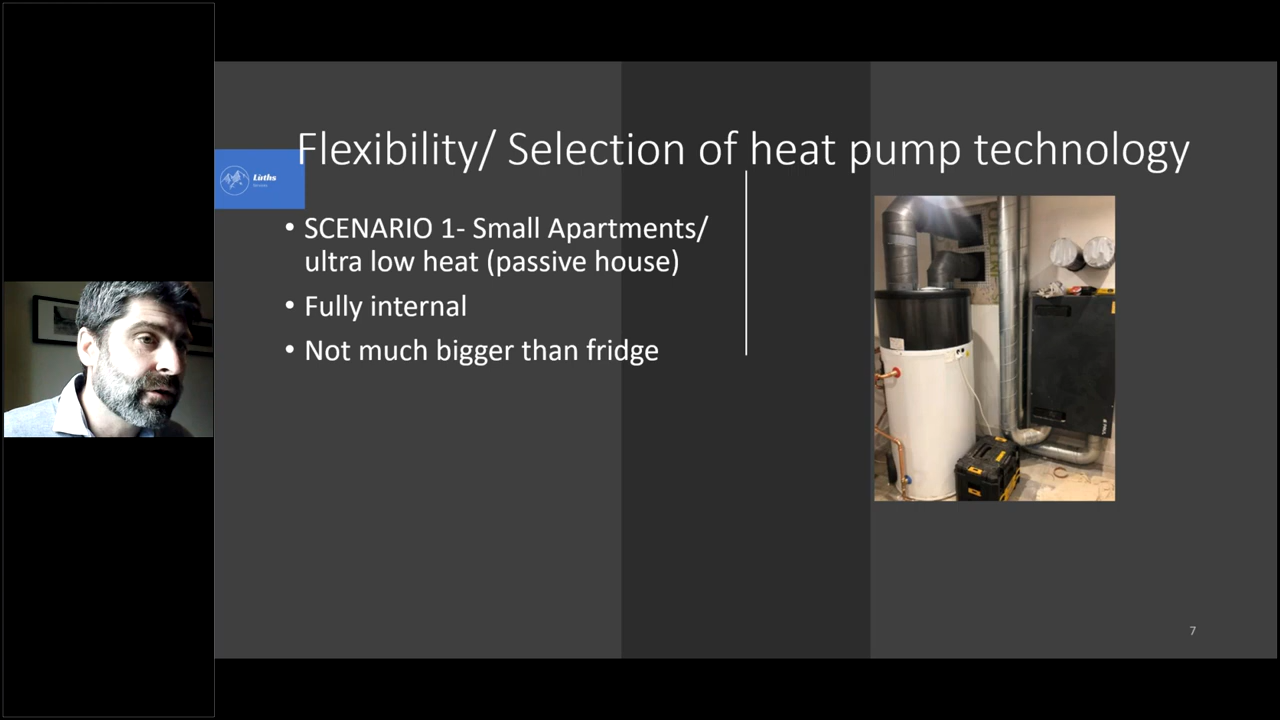 Flexibility/ Selection of heat pump technology
Lùths
• SCENARIO 1- Small Apartments/
ultra low heat (passive house)
• Fully internal
• Not much bigger than fridge
7